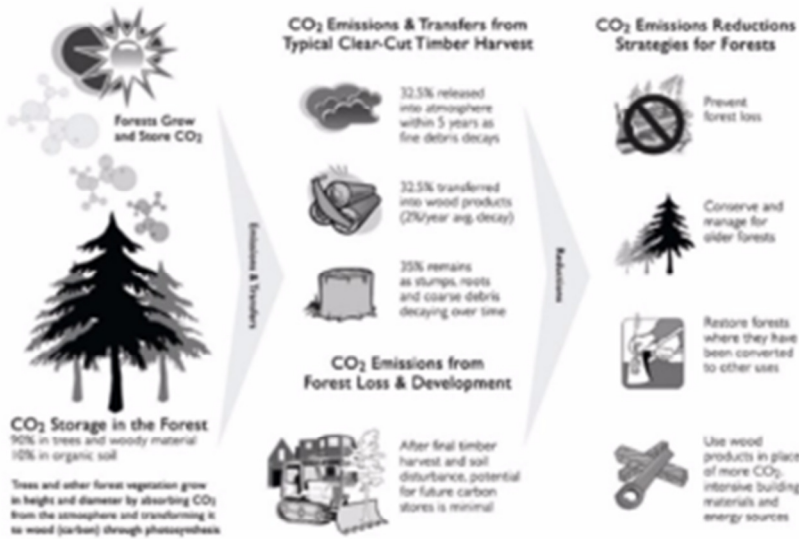 Forests Grow
and Store CO2
CO2 Storage in the Forest
90% in trees and woody material
10% in organic soil
Trees and other forest vegetation grow
in height and diameter by absorbing CO2
from the atmosphere and transforming it
to wood (carbon) through photosynthesis
Emissions & Transfers
CO2 Emissions & Transfers from
Typical Clear-Cut Timber Harvest
32.5% released
into atmosphere
within 5 years as
fine debris decays
32.5% transferred
into wood products
(2%/year avg. decay)
35% remains
as stumps, roots
and coarse debris
decaying over time
CO2 Emissions from
Forest Loss & Development
After final timber
harvest and soil
disturbance, potential
for future carbon
stores is minimal
Reductions
CO2 Emissions Reductions
Strategies for Forests
Prevent
forest loss
Conserve and
manage for
older forests
Restore forests
where they have
been converted
to other uses
Use wood
products in place
of more CO2-
intensive building
materials and
energy sources